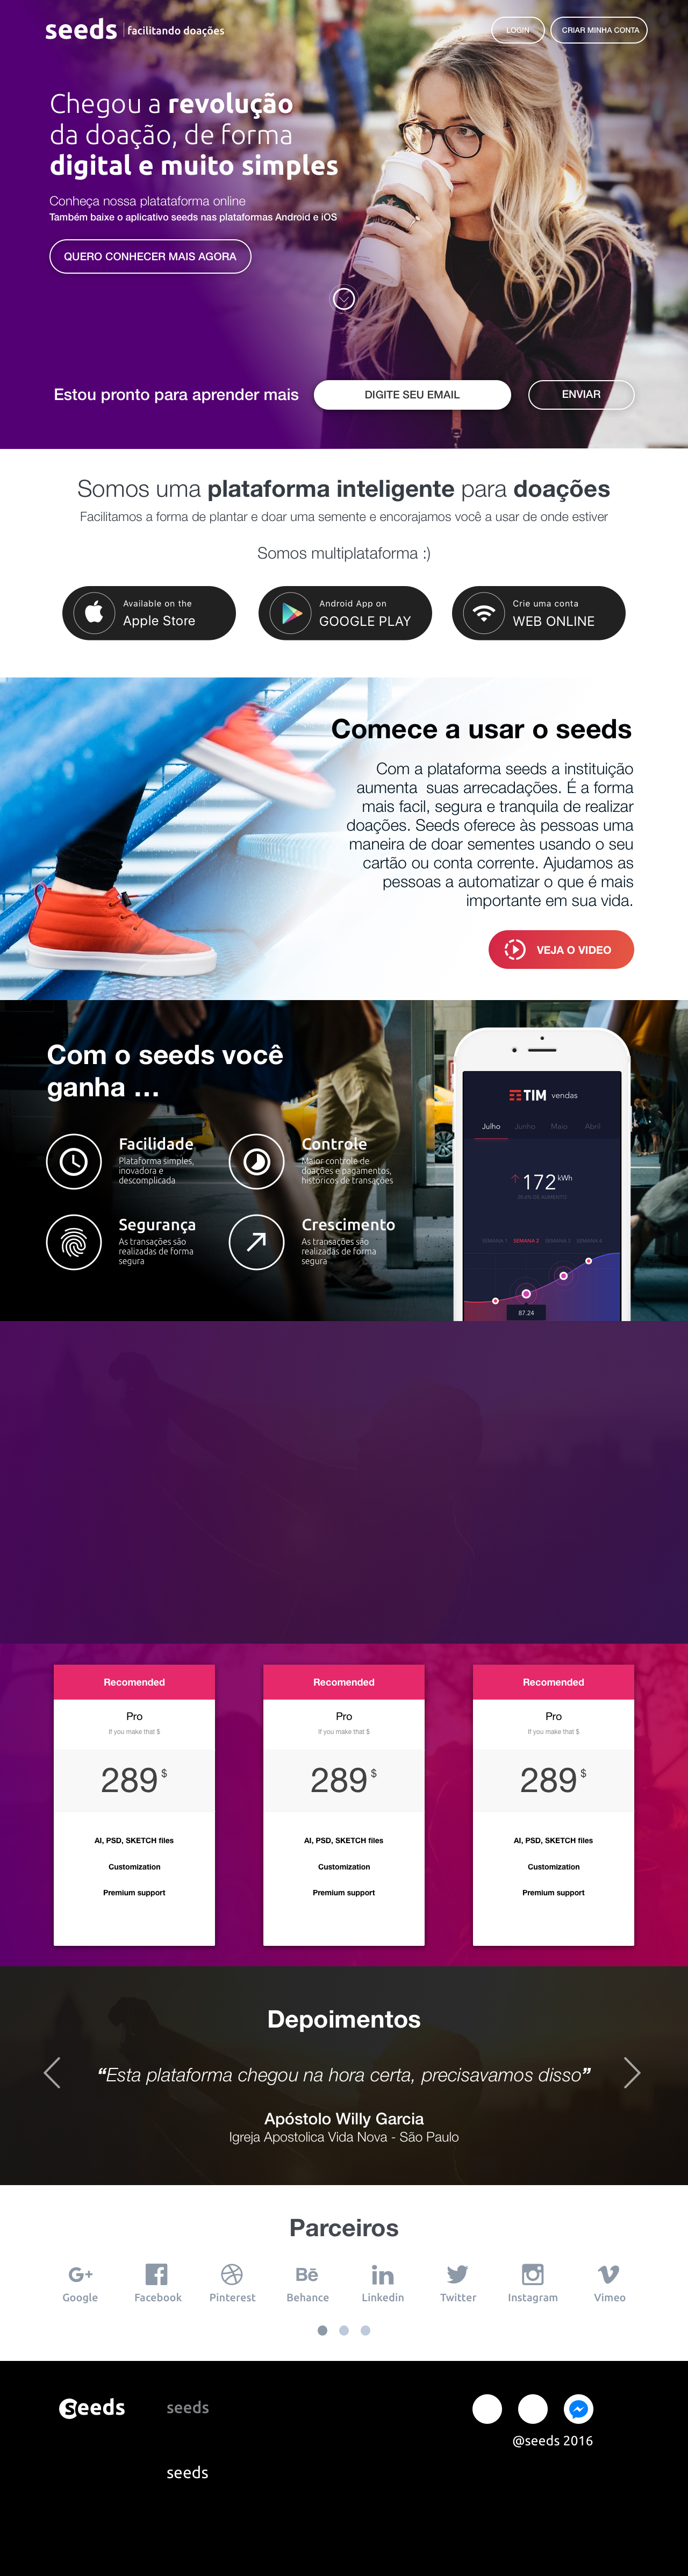 seeds facilitando doações
LOGIN
CRIAR MINHA CONTA
Chegou a revolução
da doação, de forma
digital e muito simples
Conheça nossa platataforma online
Também baixe o aplicativo seeds nas plataformas Android e iOS
QUERO CONHECER MAIS AGORA
Estou pronto para aprender mais
DIGITE SEU EMAIL
ENVIAR
Somos uma plataforma inteligente para doações
Facilitamos a forma de plantar e doar uma semente e encorajamos você a usar de onde estiver
Somos multiplataforma :)
Available on the
Apple Store
Android App on
GOOGLE PLAY
Crie uma conta
WEB ONLINE
Comece a usar o seeds
Com a plataforma seeds a instituição
aumenta suas arrecadações. É a forma
mais facil, segura e tranquila de realizar
doações. Seeds oferece às pessoas uma
maneira de doar sementes usando o seu
cartão ou conta corrente. Ajudamos as
pessoas a automatizar o que é mais
importante em sua vida.
VEJA O VIDEO
Com o seeds você
ganha ...
Facilidade
Plataforma simples,
inovadora e
descomplicada
Controle
Maior controle de
doações e pagamentos,
históricos de transações
Segurança
As transações são
realizadas de forma
segura
Crescimento
As transações são
realizadas de forma
segura
TIM vendas
Julho Junho Maio Abril
172 kWh
20.6% DE AUMENTO
SEMANA 1 SEMANA 2 SEMANA 3 SEMANA 4
87.24
Recomended
Pro
If you make that $
289 $
AI, PSD, SKETCH files
Customization
Premium support
Recomended
Pro
If you make that $
289 $
AI, PSD, SKETCH files
Customization
Premium support
Recomended
Pro
If you make that $
289 $
AI, PSD, SKETCH files
Customization
Premium support
Depoimentos
“Esta plataforma chegou na hora certa, precisavamos disso”
Apóstolo Willy Garcia
Igreja Apostolica Vida Nova - São Paulo
Parceiros
Google
Facebook
Pinterest
Behance
Linkedin
Twitter
Instagram
Vimeo
seeds
seeds
@seeds 2016
seeds